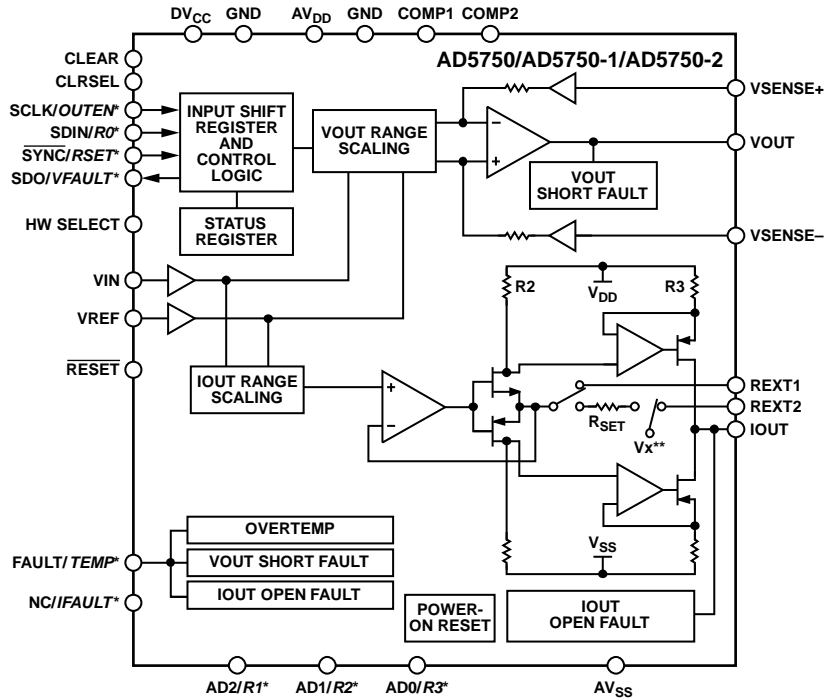 DVCC GND AVDD GND COMP1 COMP2
AD5750/AD5750-1/AD5750-2
CLEAR
CLRSEL
SCLK/OUTEN*
SDIN/R0*
SYNC/RSET*
SDO/VFAULT*
HW SELECT
VIN
VREF
RESET
INPUT SHIFT
REGISTER
AND
CONTROL
LOGIC
STATUS
REGISTER
VOUT RANGE
SCALING
VSENSE+
VOUT
VOUT
SHORT FAULT
VSENSE–
R2
VDD
R3
IOUT RANGE
SCALING
REXT1
REXT2
RSET
Vx**
IOUT
VSS
FAULT/TEMP*
NC/IFAULT*
OVERTEMP
VOUT SHORT FAULT
IOUT OPEN FAULT
POWER-
ON RESET
IOUT
OPEN FAULT
AD2/R1* AD1/R2* AD0/R3* AVSS